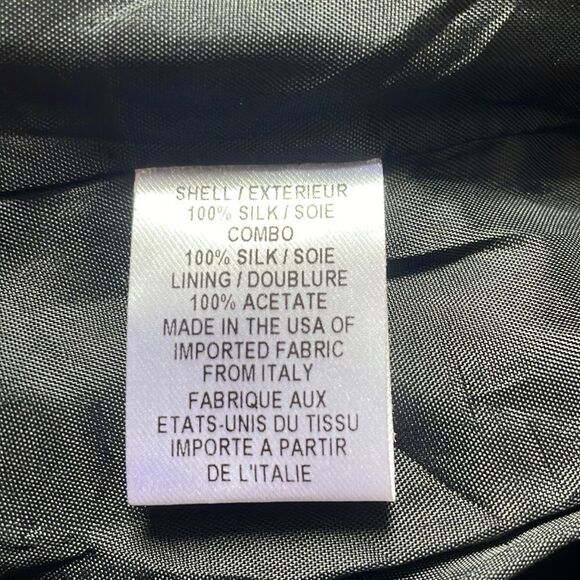 SHELL / EXTERIEUR
100% SILK / SOIE
COMBO
100% SILK / SOIE
LINING / DOUBLURE
100% ACETATE
MADE IN THE USA OF
IMPORTED FABRIC
FROM ITALY
FABRIQUE AUX
ETATS-UNIS DU TISSU
IMPORTE A PARTIR
DE L'ITALIE